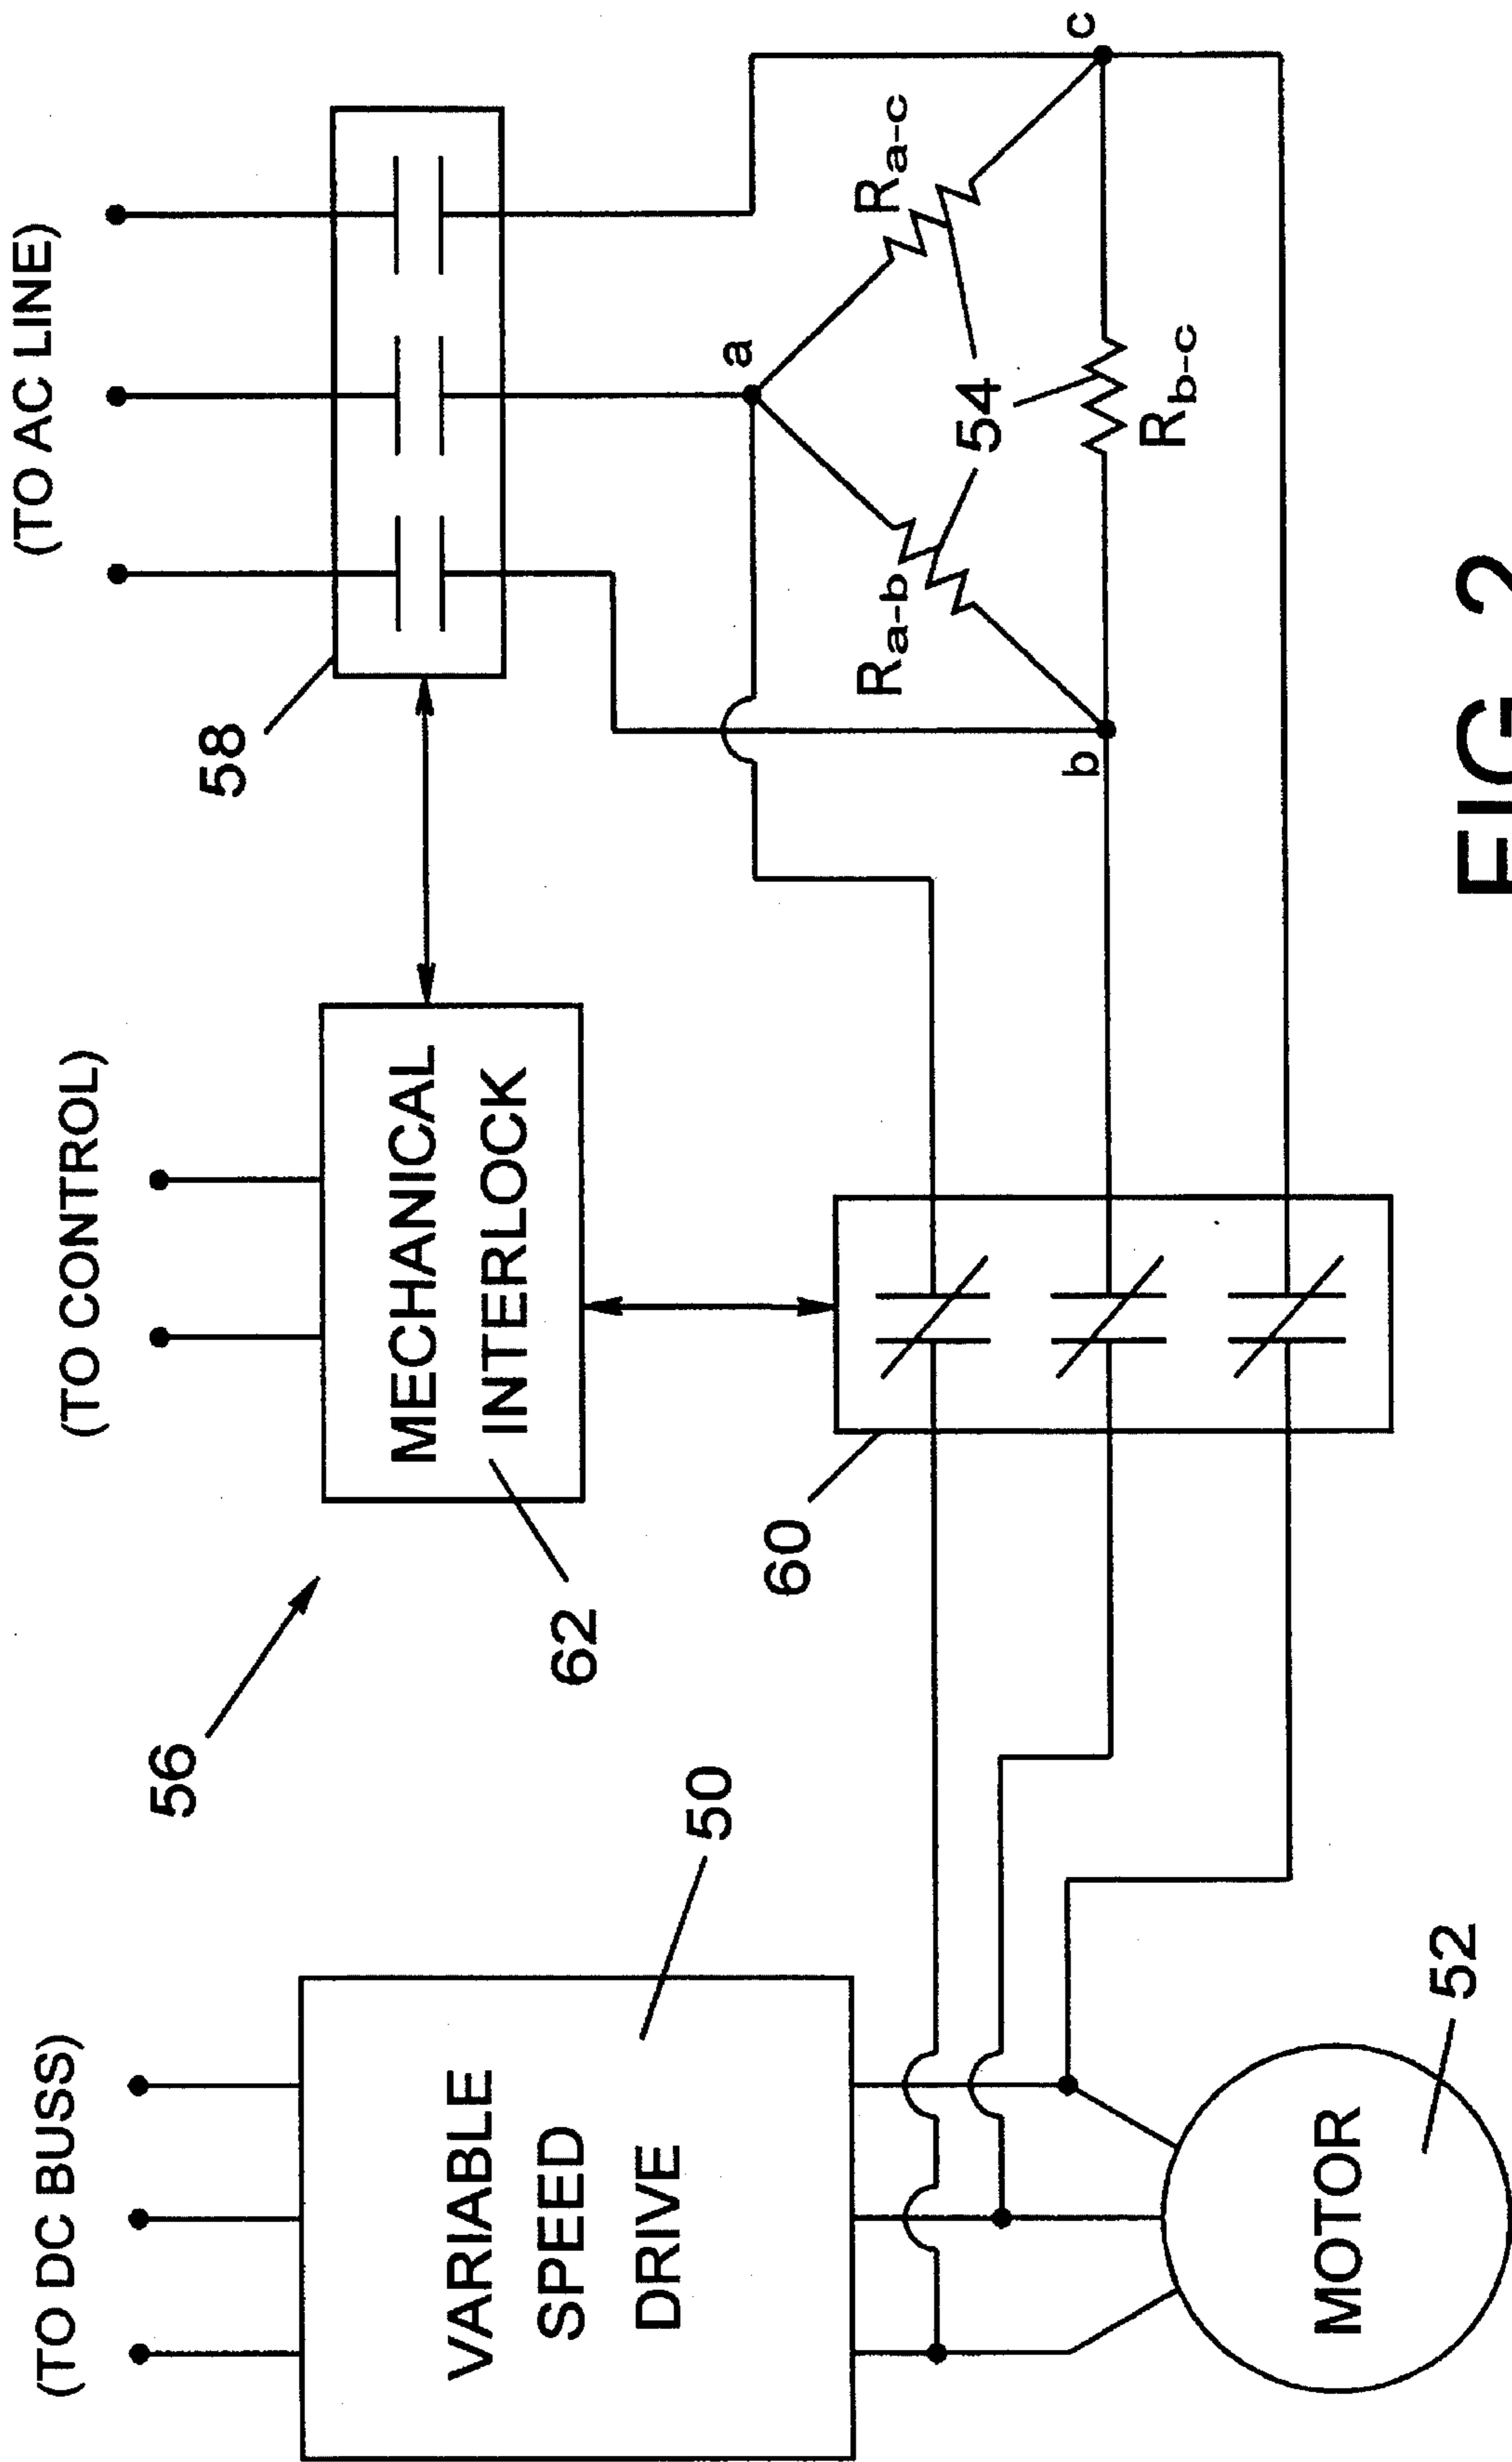 (TO DC BUSS)
(TO CONTROL)
(TO AC LINE)
56
58
VARIABLE
SPEED
DRIVE
50
MECHANICAL
INTERLOCK
62
60
a
b
c
Ra-b
Ra-c
54
Rb-c
MOTOR
52
FIG. 2